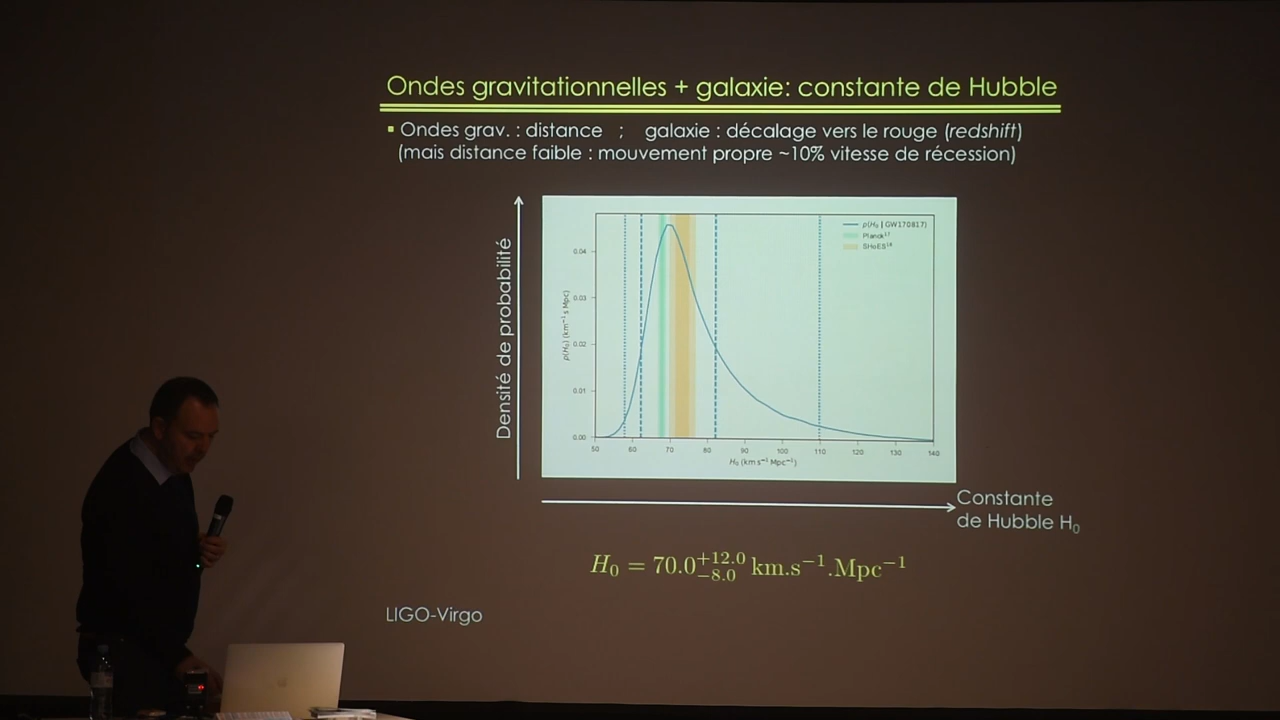 Ondes gravitationnelles + galaxie: constante de Hubble
Ondes grav. : distance ; galaxie : décalage vers le rouge (redshift)
(mais distance faible : mouvement propre ~10% vitesse de récession)
Densité de probabilité
p(H₀ | GW170817)
Planck¹⁷
SHoES¹⁸
p(H₀) (km⁻¹ s Mpc)
0.04
0.03
0.02
0.01
0.00
50 60 70 80 90 100 110 120 130 140
H₀ (km s⁻¹ Mpc⁻¹)
Constante
de Hubble H₀
H₀ = 70.0 +12.0 −8.0 km.s⁻¹.Mpc⁻¹
LIGO-Virgo